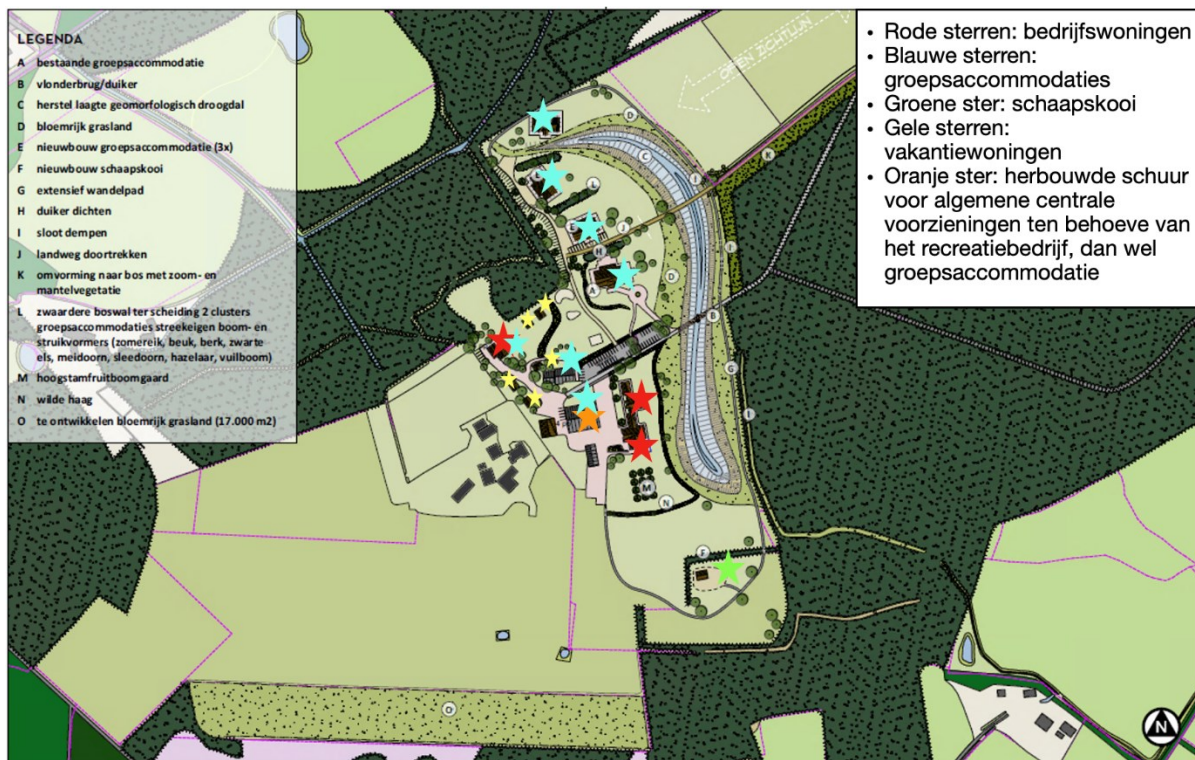 LEGENDA
A bestaande groepsaccommodatie
B vlonderbrug/duiker
C herstel laagte geomorfologisch droogdal
D bloemrijk grasland
E nieuwbouw groepsaccommodatie (3x)
F nieuwbouw schaapskooi
G extensief wandelpad
H duiker dichten
I sloot dempen
J landweg doortrekken
K omvorming naar bos met zoom- en
mantelvegetatie
L zwaardere boswal ter scheiding 2 clusters
groepsaccommodaties streekeigen boom- en
struikvormers (zomereik, beuk, berk, zwarte
els, meidoorn, sleedoorn, hazelaar, vuilboom)
M hoogstamfruitboomgaard
N wilde haag
O te ontwikkelen bloemrijk grasland (17.000 m2)
OPEN ZICHTLIJN
• Rode sterren: bedrijfswoningen
• Blauwe sterren:
groepsaccommodaties
• Groene ster: schaapskooi
• Gele sterren:
vakantiewoningen
• Oranje ster: herbouwde schuur
voor algemene centrale
voorzieningen ten behoeve van
het recreatiebedrijf, dan wel
groepsaccommodatie
D
C
I
K
L
E
J
H
D
A
B
I
G
I
M
N
F
O
N